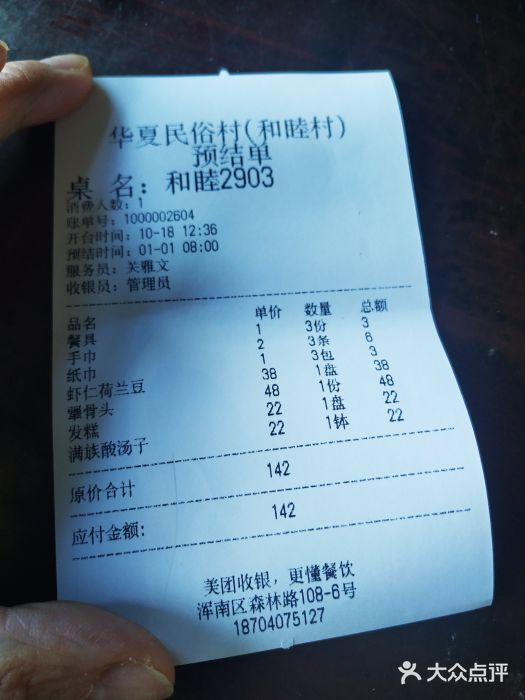 华夏民俗村(和睦村)
预结单
桌 名: 和睦2903
消费人数: 1
账单号: 1000002604
开台时间: 10-18 12:36
预结时间: 01-01 08:00
服务员: 关雅文
收银员: 管理员
品名 单价 数量 总额
餐具 1 3份 3
手巾 2 3条 6
纸巾 1 3包 3
虾仁荷兰豆 38 1盘 38
犟骨头 48 1份 48
发糕 22 1盘 22
满族酸汤子 22 1钵 22
原价合计 142
应付金额: 142
美团收银, 更懂餐饮
浑南区森林路108-6号
18704075127
大众点评